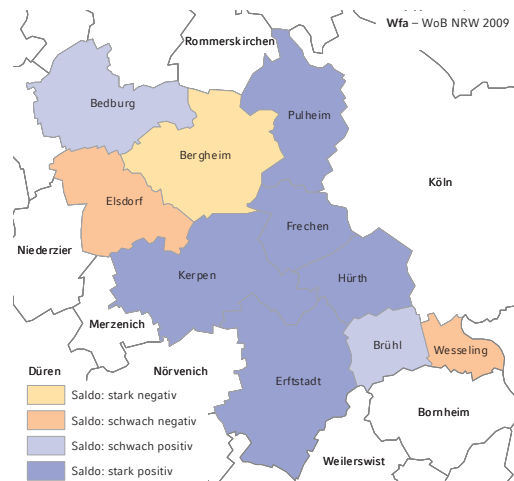 Wfa – WoB NRW 2009
Rommerskirchen
Bedburg
Pulheim
Bergheim
Köln
Elsdorf
Frechen
Niederzier
Kerpen
Hürth
Merzenich
Brühl
Wesseling
Düren
Nörvenich
Erftstadt
Saldo: stark negativ
Bornheim
Saldo: schwach negativ
Saldo: schwach positiv
Weilerswist
Saldo: stark positiv